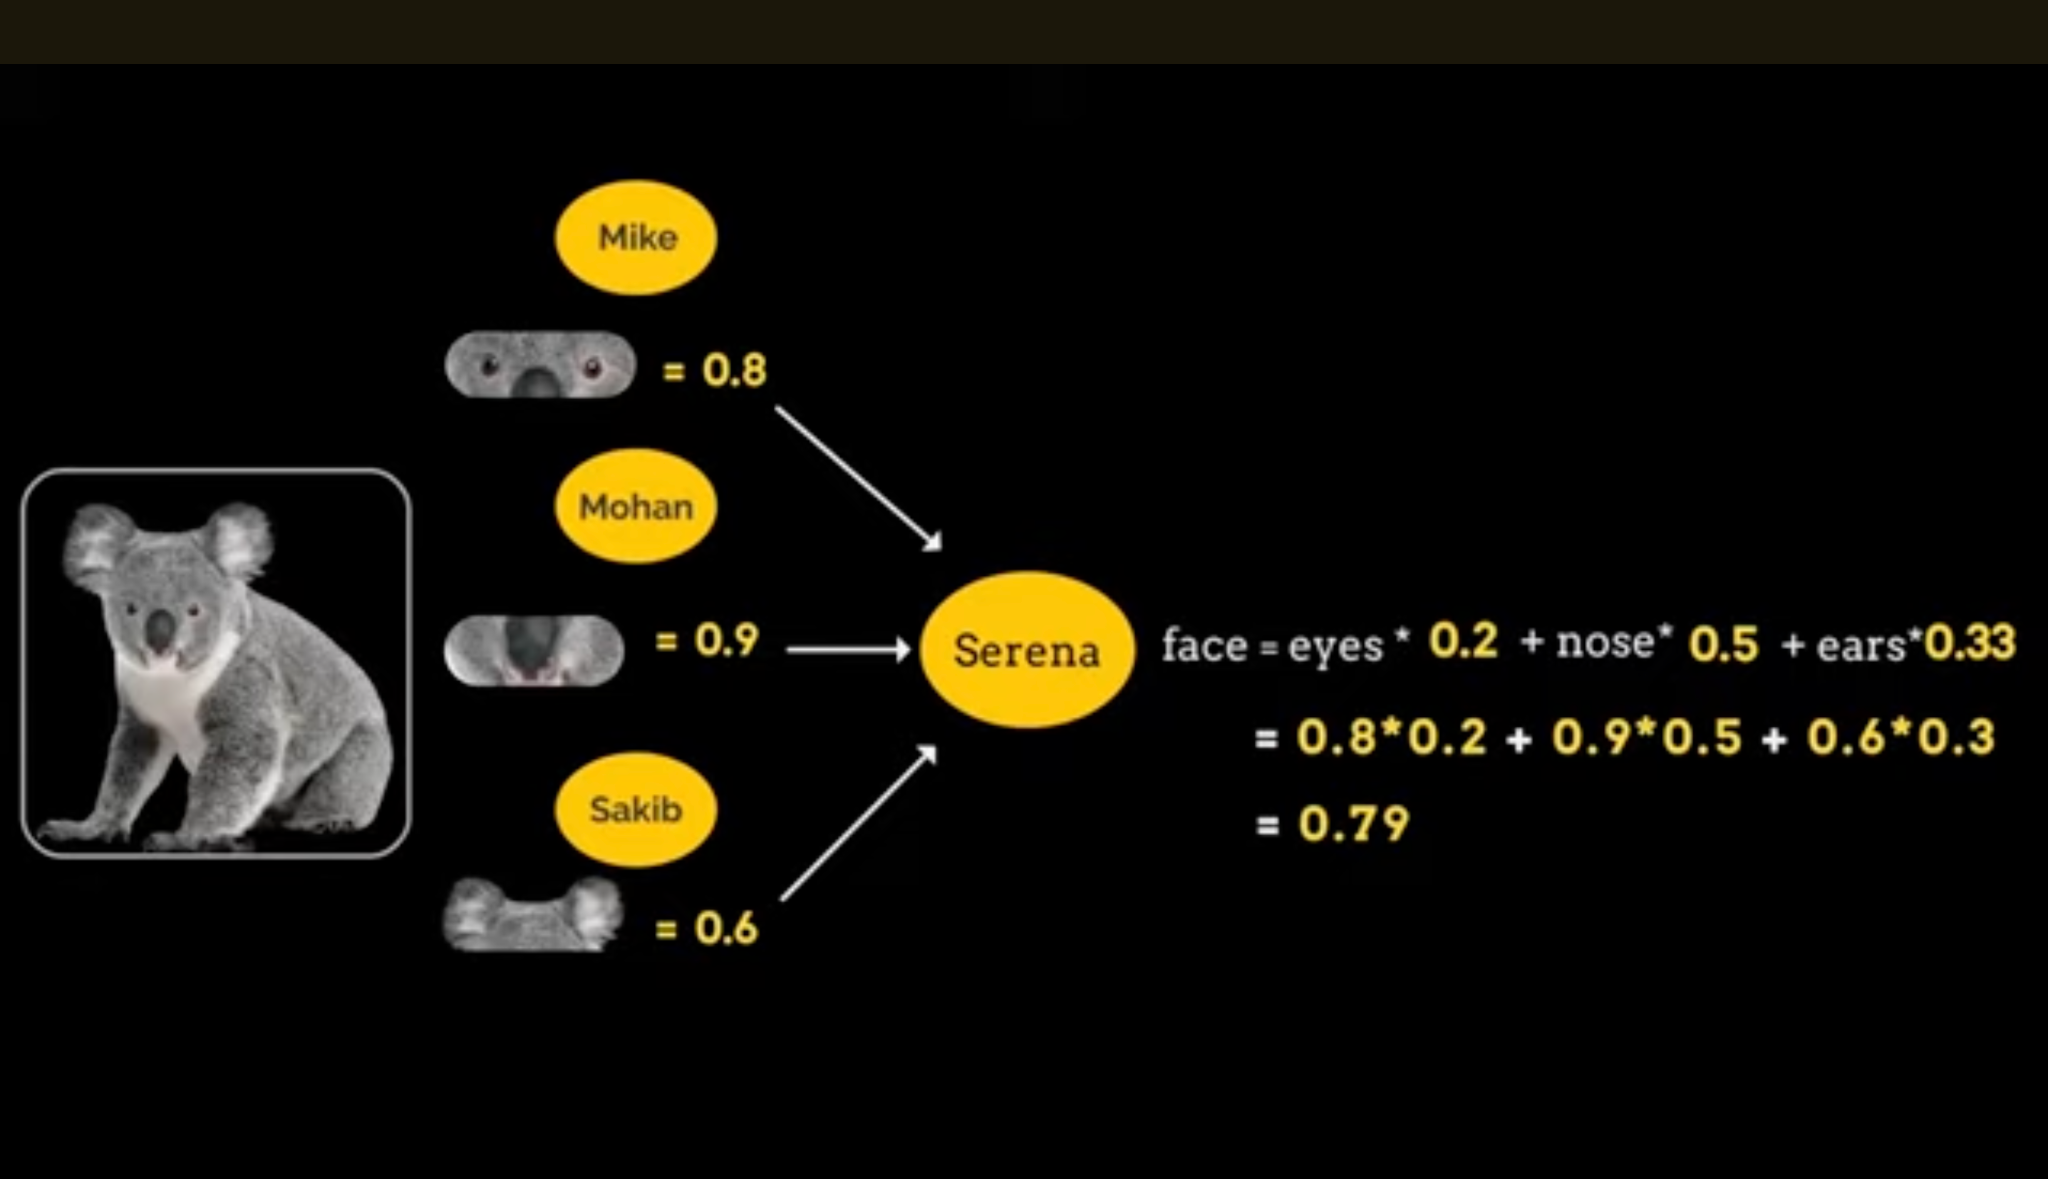 Mike
= 0.8
Mohan
= 0.9
Sakib
= 0.6
Serena
face = eyes * 0.2 + nose* 0.5 + ears*0.33
= 0.8*0.2 + 0.9*0.5 + 0.6*0.3
= 0.79